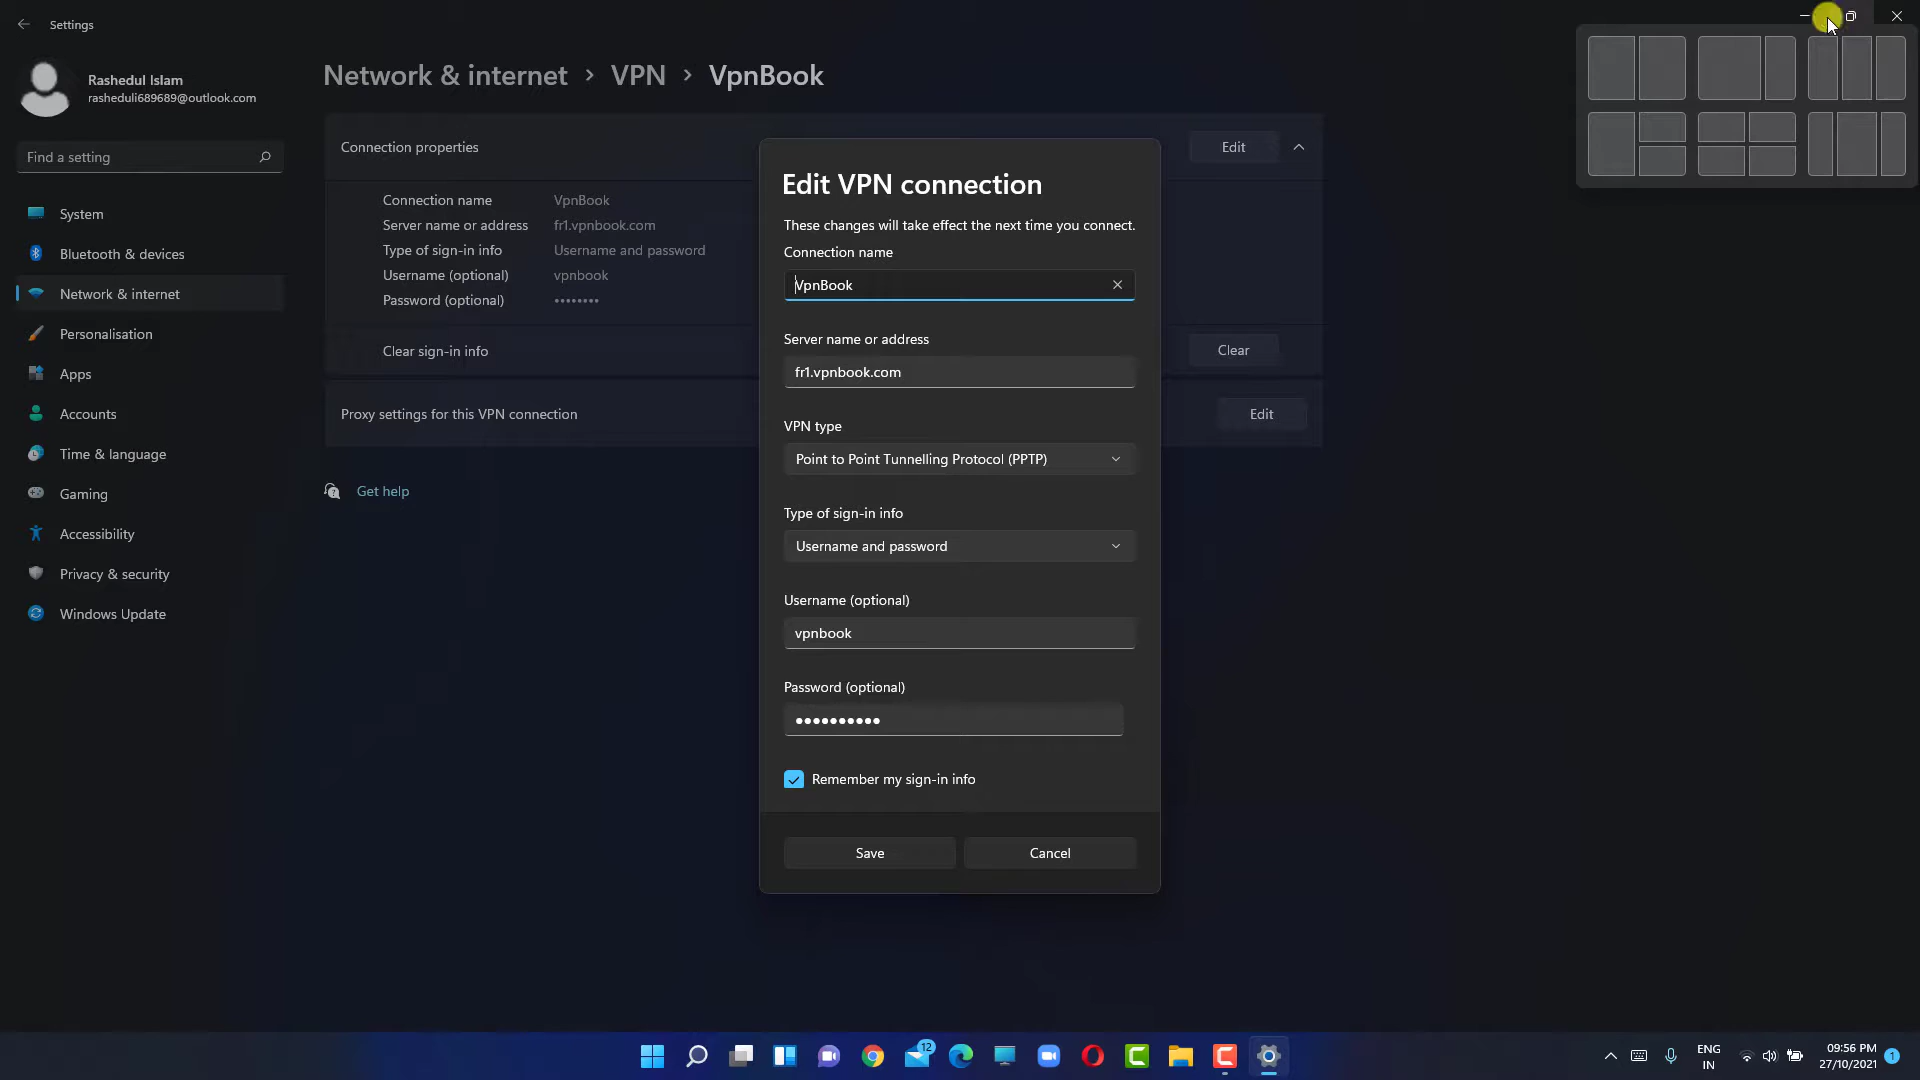 Settings
Rashedul Islam
rasheduli689689@outlook.com
Find a setting
System
Bluetooth & devices
Network & internet
Personalisation
Apps
Accounts
Time & language
Gaming
Accessibility
Privacy & security
Windows Update
Network & internet > VPN > VpnBook
Connection properties
Edit
Connection name VpnBook
Server name or address fr1.vpnbook.com
Type of sign-in info Username and password
Username (optional) vpnbook
Password (optional) ••••••••
Clear sign-in info
Clear
Proxy settings for this VPN connection
Edit
Get help
Edit VPN connection
These changes will take effect the next time you connect.
Connection name
VpnBook
Server name or address
fr1.vpnbook.com
VPN type
Point to Point Tunnelling Protocol (PPTP)
Type of sign-in info
Username and password
Username (optional)
vpnbook
Password (optional)
••••••••••
Remember my sign-in info
Save
Cancel
12
ENG
IN
09:56 PM
27/10/2021
1